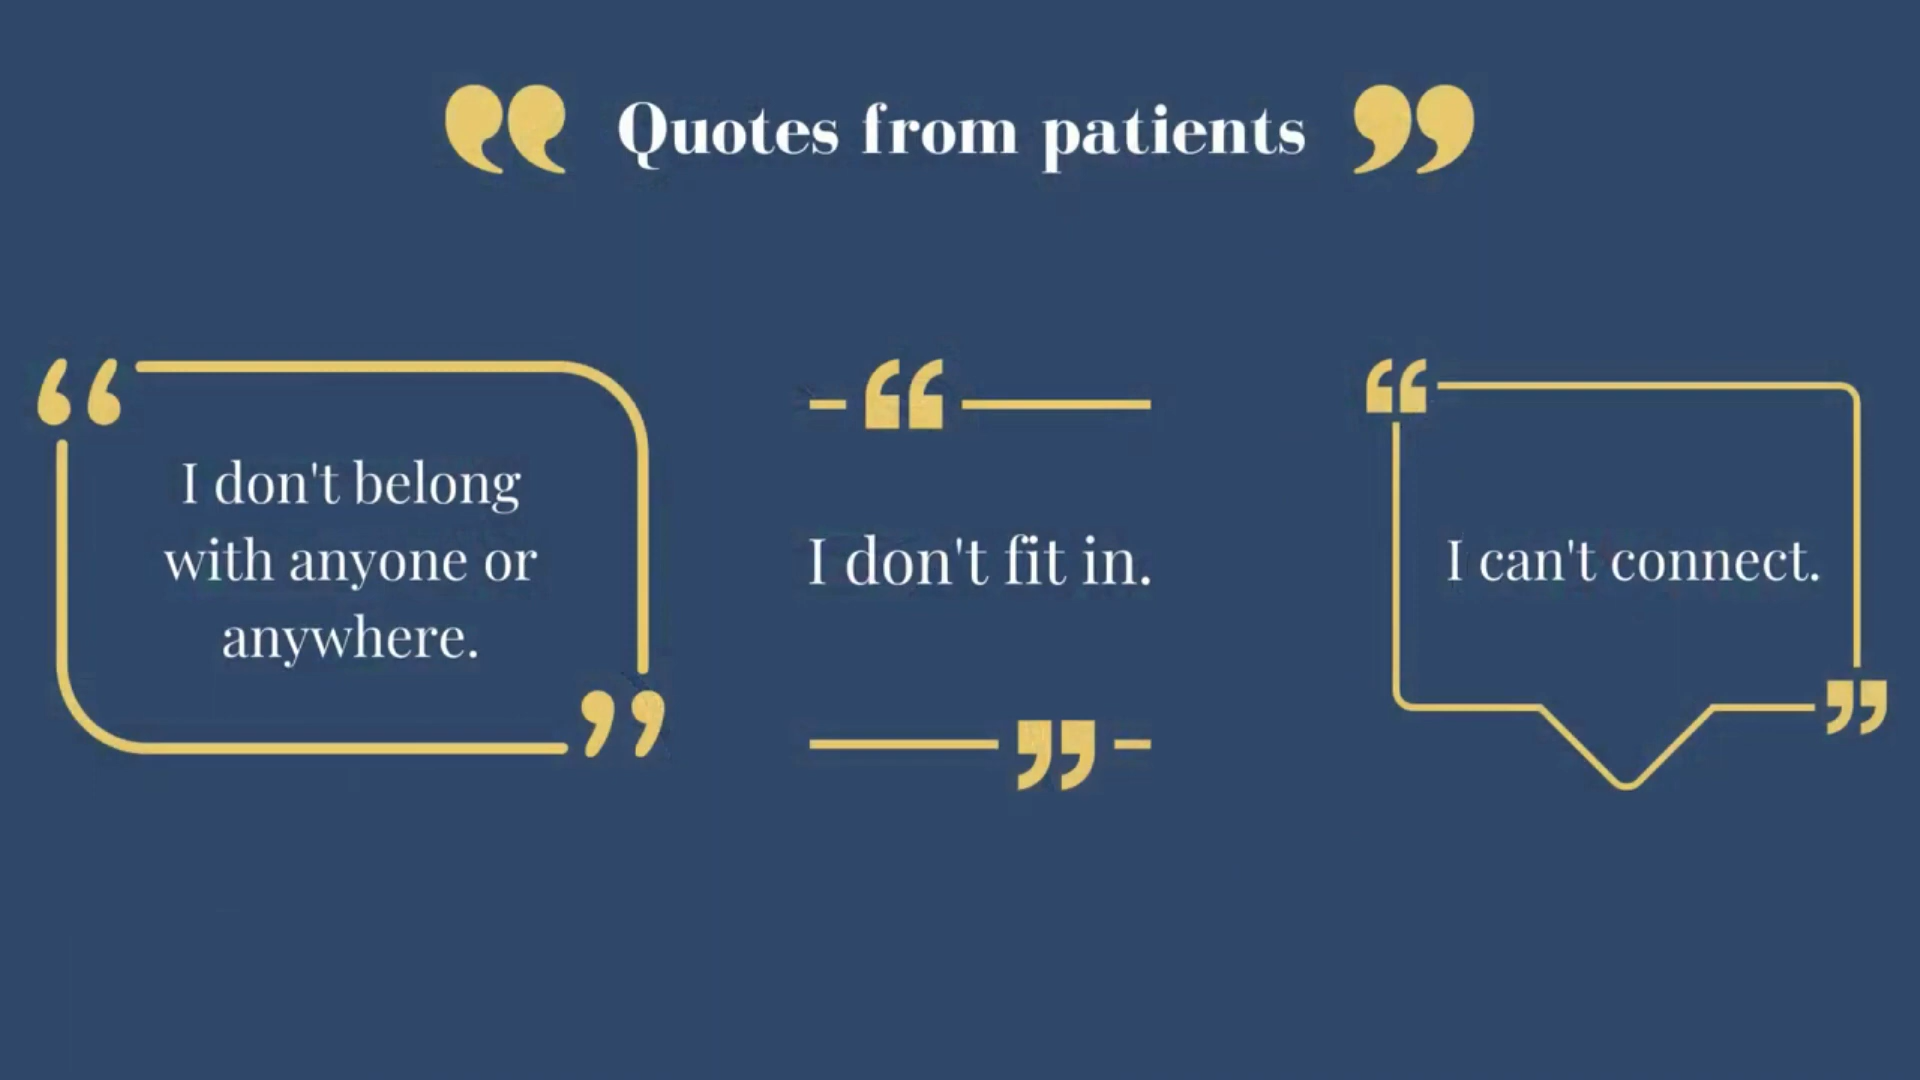 Quotes from patients
I don't belong
with anyone or
anywhere.
I don't fit in.
I can't connect.